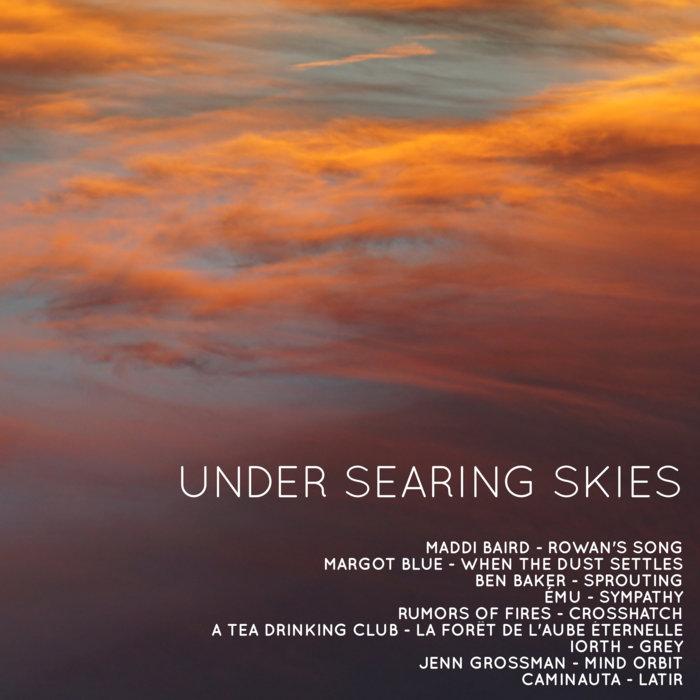 UNDER SEARING SKIES
MADDI BAIRD - ROWAN'S SONG
MARGOT BLUE - WHEN THE DUST SETTLES
BEN BAKER - SPROUTING
ÉMU - SYMPATHY
RUMORS OF FIRES - CROSSHATCH
A TEA DRINKING CLUB - LA FORËT DE L'AUBE ÉTERNELLE
IORTH - GREY
JENN GROSSMAN - MIND ORBIT
CAMINAUTA - LATIR